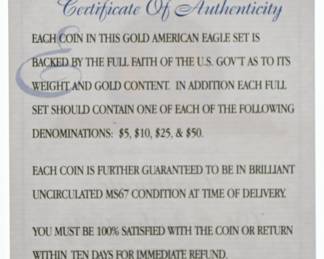 Certificate Of Authenticity
EACH COIN IN THIS GOLD AMERICAN EAGLE SET IS
BACKED BY THE FULL FAITH OF THE U.S. GOV'T AS TO ITS
WEIGHT AND GOLD CONTENT. IN ADDITION EACH FULL
SET SHOULD CONTAIN ONE OF EACH OF THE FOLLOWING
DENOMINATIONS: $5, $10, $25, & $50.
EACH COIN IS FURTHER GUARANTEED TO BE IN BRILLIANT
UNCIRCULATED MS67 CONDITION AT TIME OF DELIVERY.
YOU MUST BE 100% SATISFIED WITH THE COIN OR RETURN
WITHIN TEN DAYS FOR IMMEDIATE REFUND.